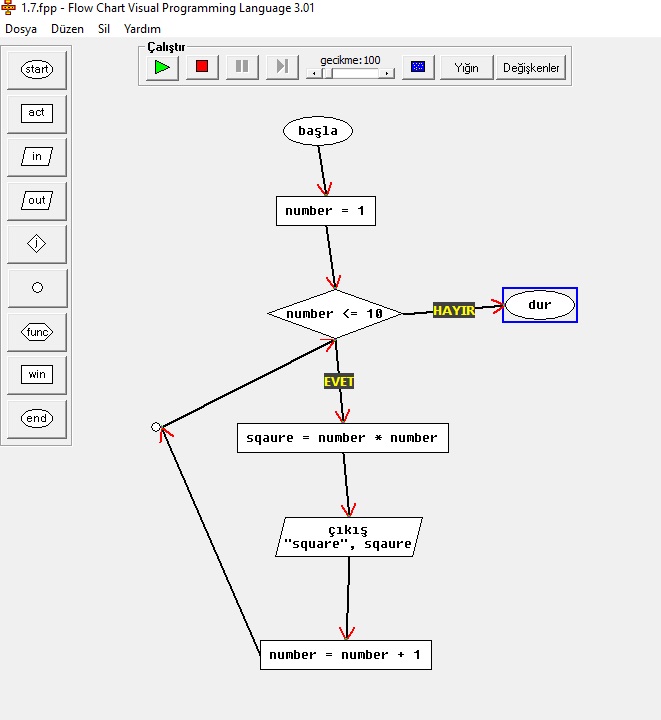 1.7.fpp - Flow Chart Visual Programming Language 3.01
Dosya Düzen Sil Yardım
Çalıştır
gecikme:100
Yığın
Değişkenler
start
act
in
out
j
func
win
end
başla
number = 1
number <= 10
HAYIR
dur
EVET
sqaure = number * number
çıkış
"square", sqaure
number = number + 1